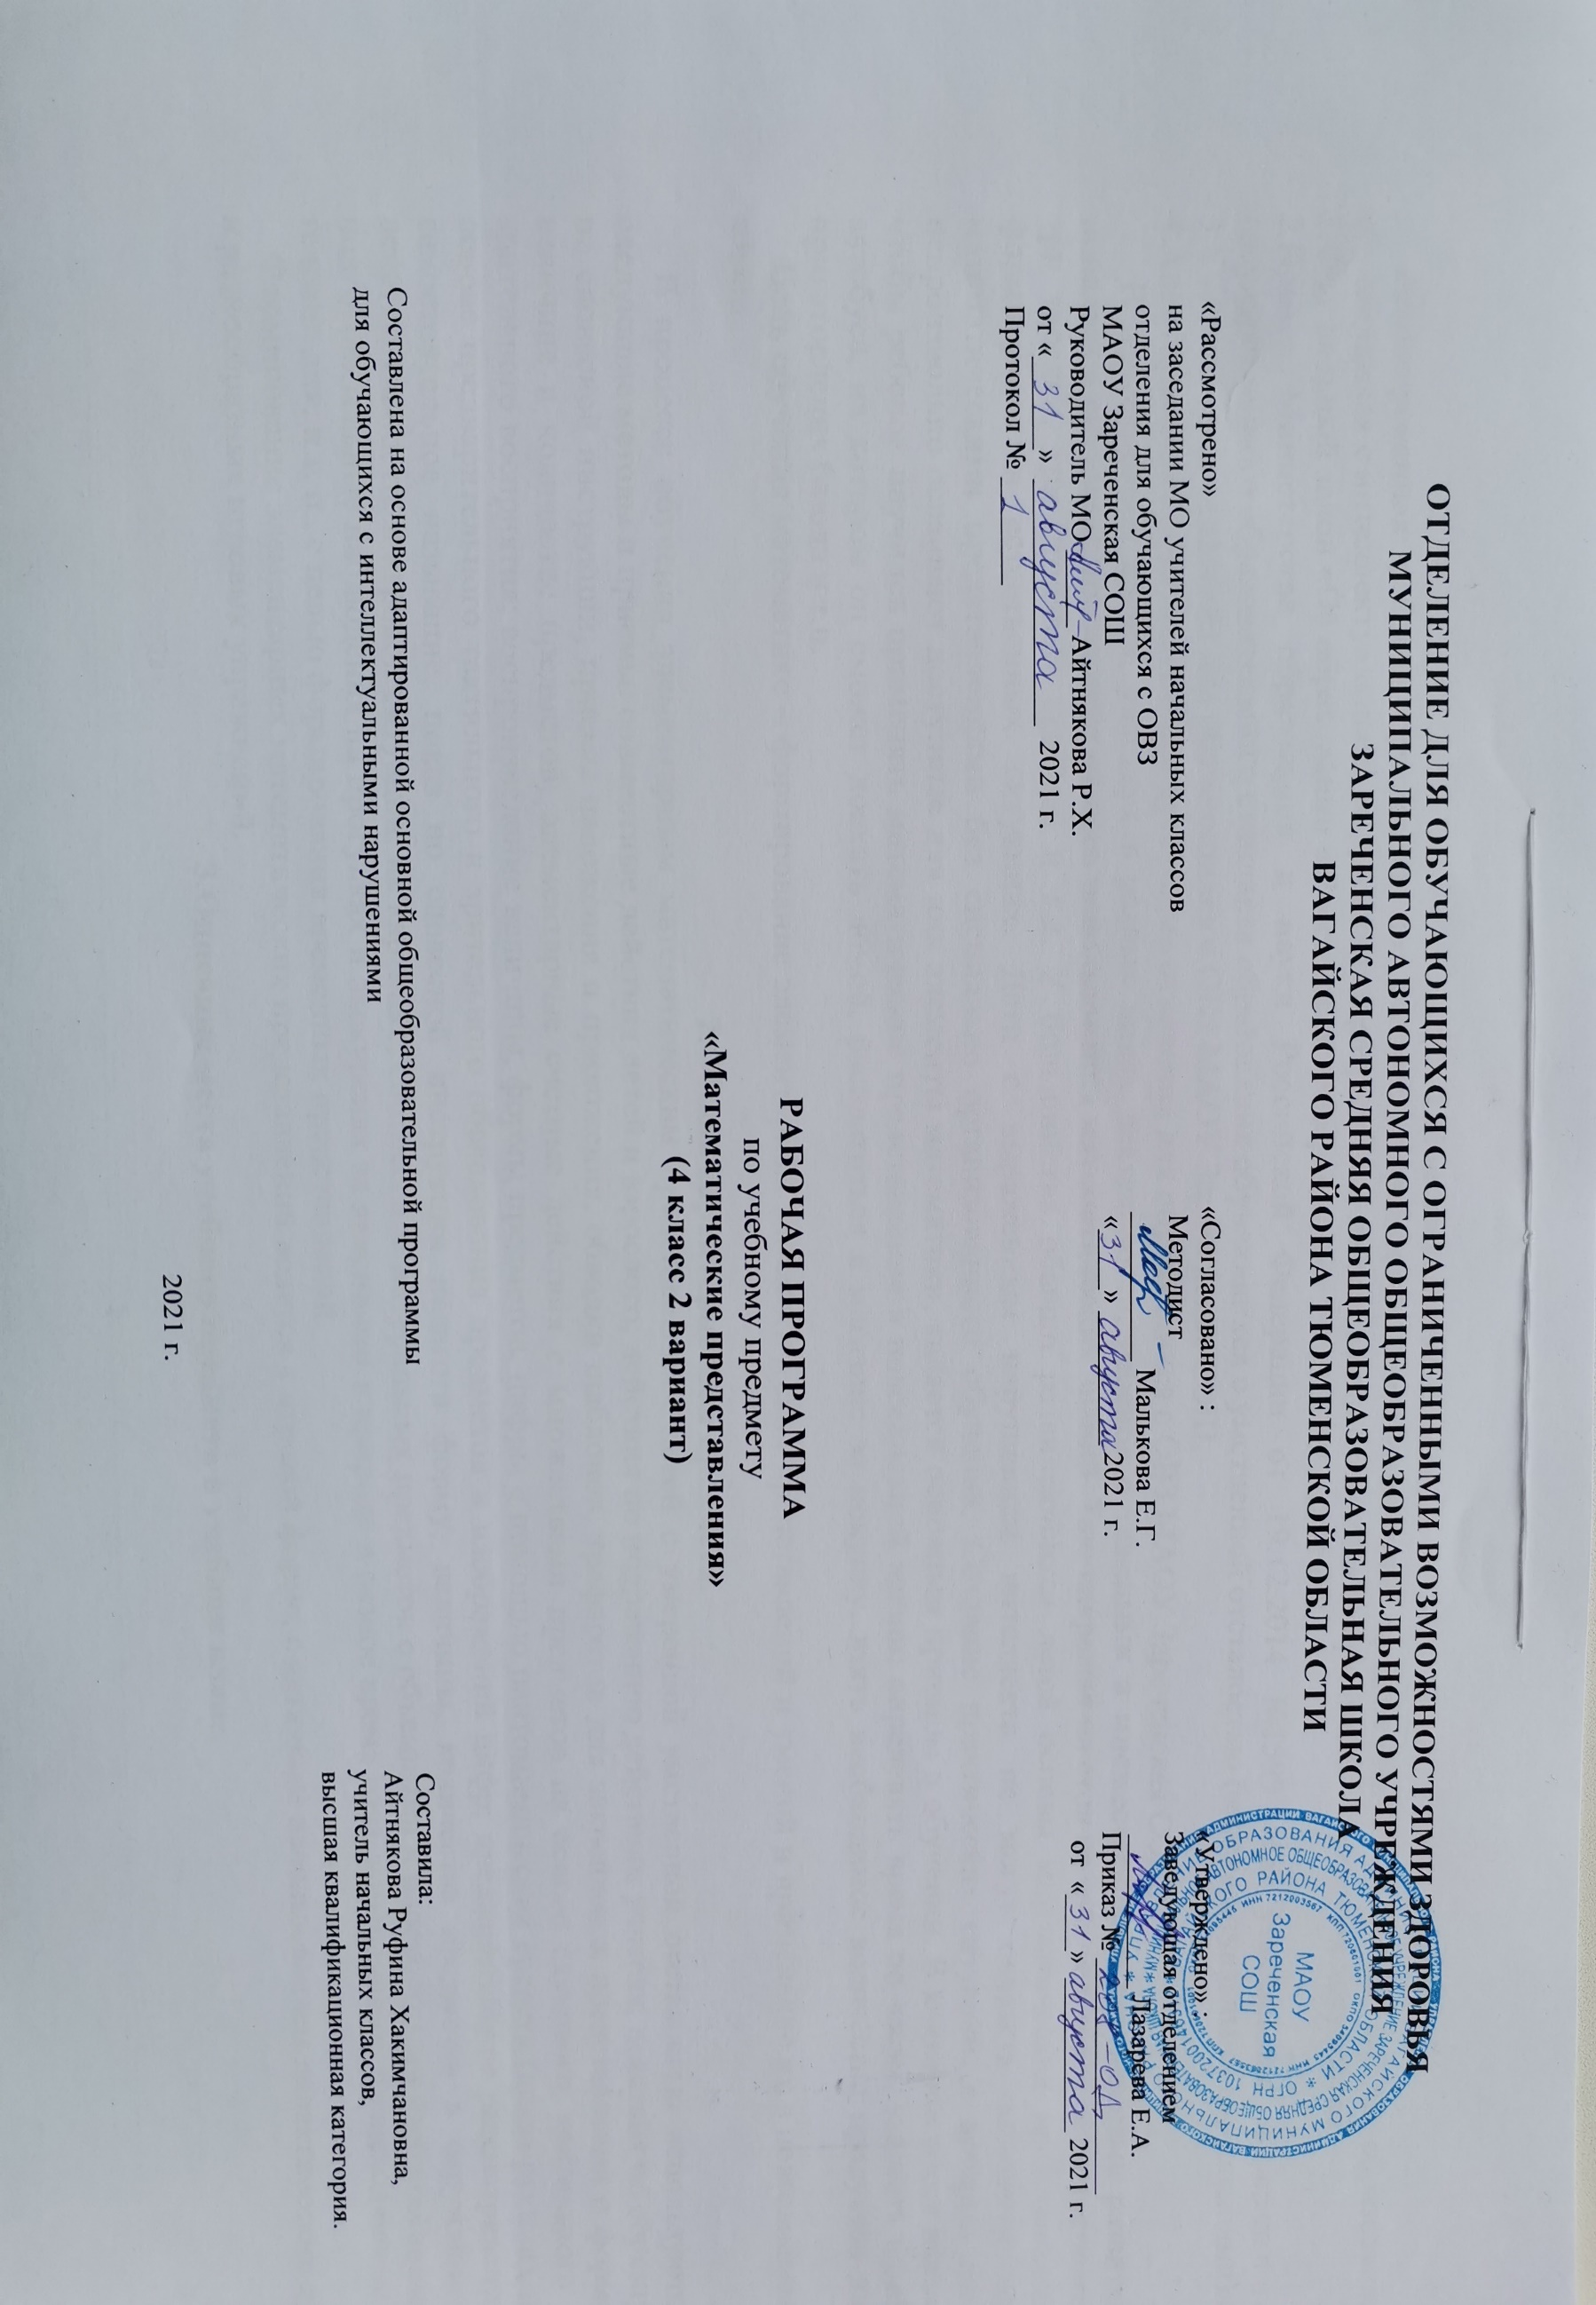 ОТДЕЛЕНИЕ ДЛЯ ОБУЧАЮЩИХСЯ С ОГРАНИЧЕННЫМИ ВОЗМОЖНОСТЯМИ ЗДОРОВЬЯ
МУНИЦИПАЛЬНОГО АВТОНОМНОГО ОБЩЕОБРАЗОВАТЕЛЬНОГО УЧРЕЖДЕНИЯ
ЗАРЕЧЕНСКАЯ СРЕДНЯЯ ОБЩЕОБРАЗОВАТЕЛЬНАЯ ШКОЛА
ВАГАЙСКОГО РАЙОНА ТЮМЕНСКОЙ ОБЛАСТИ
«Рассмотрено»
на заседании МО учителей начальных классов
отделения для обучающихся с ОВЗ
МАОУ Зареченская СОШ
Руководитель МО Айтнякова Р.Х.
от « 31 » августа 2021 г.
Протокол № 1
«Согласовано» :
Методист
Малькова Е.Г.
«31» августа 2021 г.
«Утверждено» :
Заведующая отделением
Лазарева Е.А.
Приказ № -ОД
от « 31 » августа 2021 г.
МАОУ
Зареченская
СОШ
РАБОЧАЯ ПРОГРАММА
по учебному предмету
«Математические представления»
(4 класс 2 вариант)
Составлена на основе адаптированной основной общеобразовательной программы
для обучающихся с интеллектуальными нарушениями
Составила:
Айтнякова Руфина Хакимчановна,
учитель начальных классов,
высшая квалификационная категория.
2021 г.